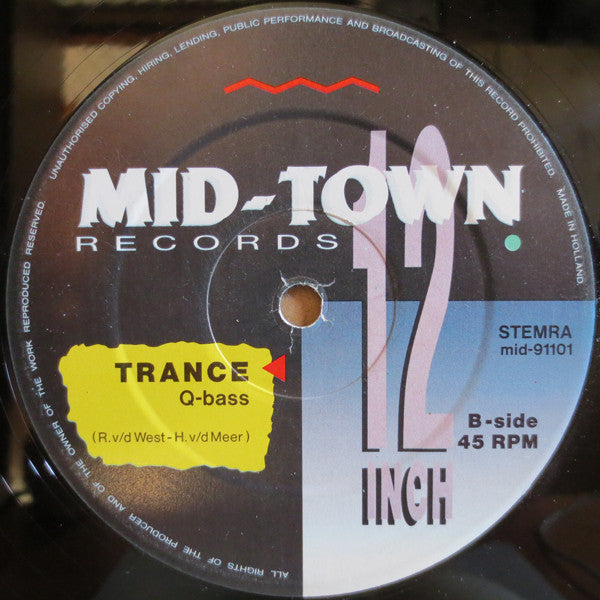 ALL RIGHTS OF THE PRODUCER AND OF THE OWNER OF THE WORK REPRODUCED RESERVED. UNAUTHORISED COPYING, HIRING, LENDING, PUBLIC PERFORMANCE AND BROADCASTING OF THIS RECORD PROHIBITED. MADE IN HOLLAND.
MID-TOWN
RECORDS
12
INCH
STEMRA
mid-91101
TRANCE
Q-bass
(R.v/d West-H.v/d Meer)
B-side
45 RPM